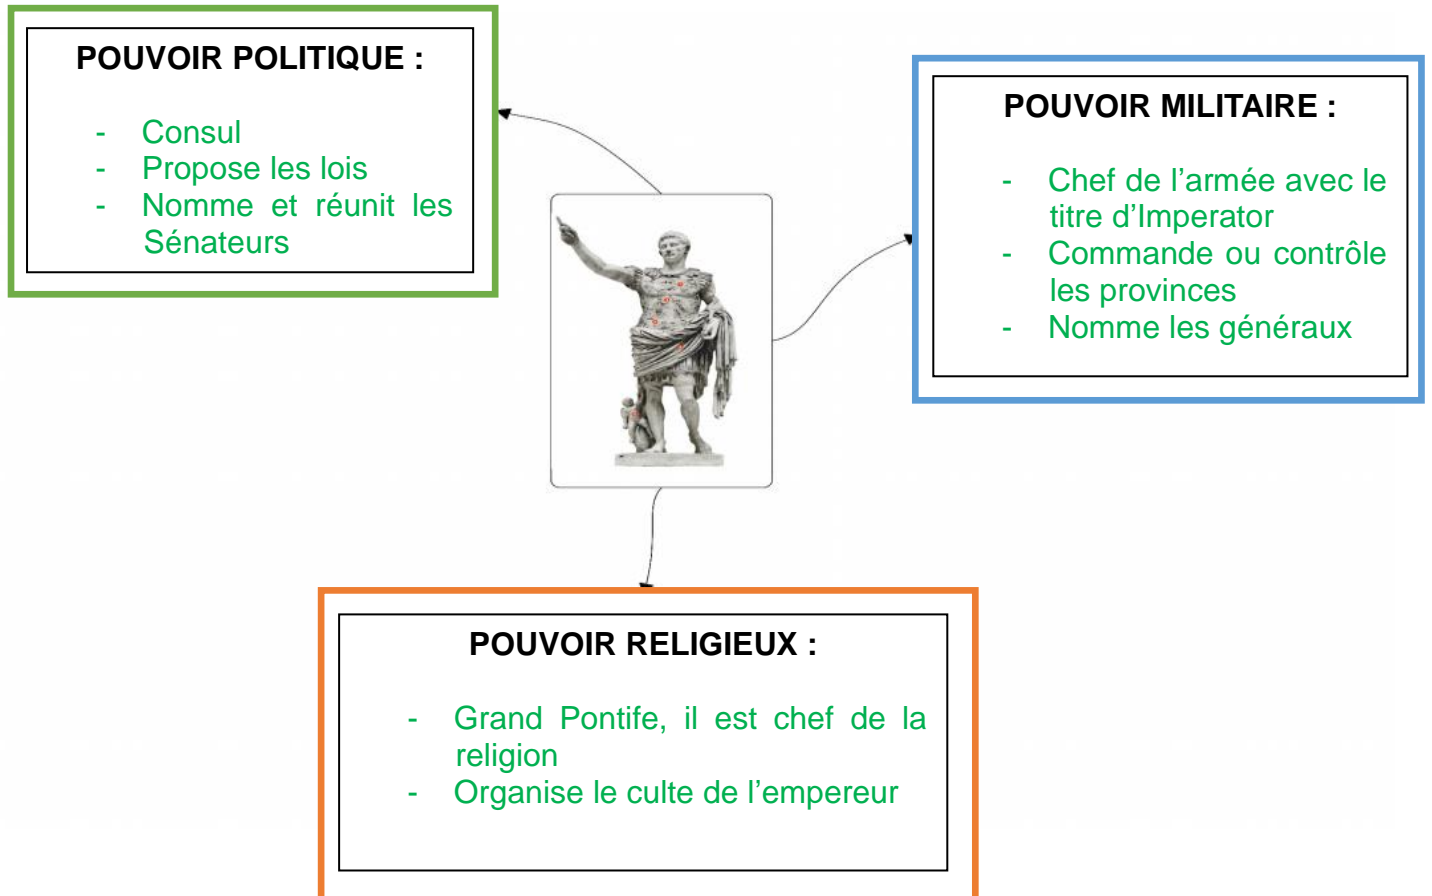 POUVOIR POLITIQUE :
- Consul
- Propose les lois
- Nomme et réunit les
Sénateurs
POUVOIR MILITAIRE :
- Chef de l’armée avec le
titre d’Imperator
- Commande ou contrôle
les provinces
- Nomme les généraux
POUVOIR RELIGIEUX :
- Grand Pontife, il est chef de la
religion
- Organise le culte de l’empereur